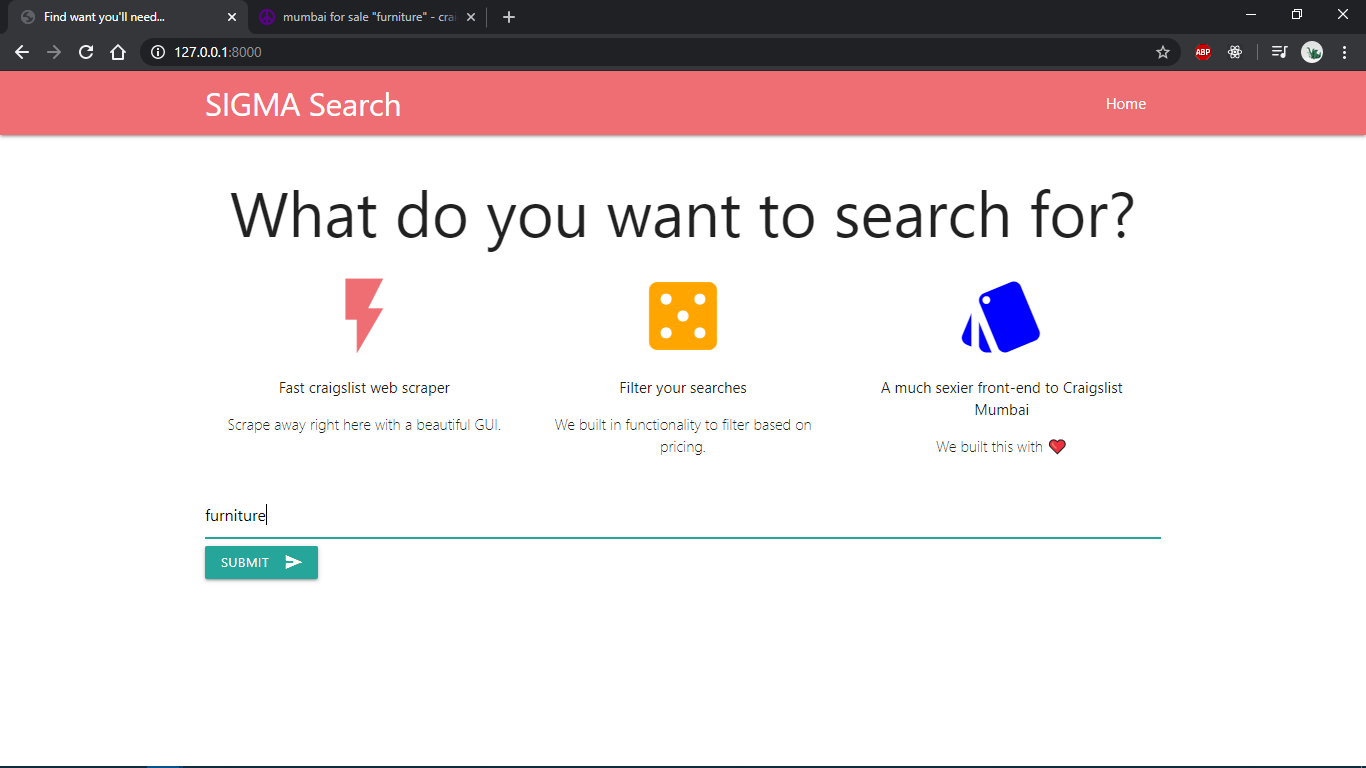 Find want you'll need...
mumbai for sale "furniture" - crai
127.0.0.1:8000
ABP
SIGMA Search
Home
What do you want to search for?
Fast craigslist web scraper
Scrape away right here with a beautiful GUI.
Filter your searches
We built in functionality to filter based on
pricing.
A much sexier front-end to Craigslist
Mumbai
We built this with
furniture
SUBMIT